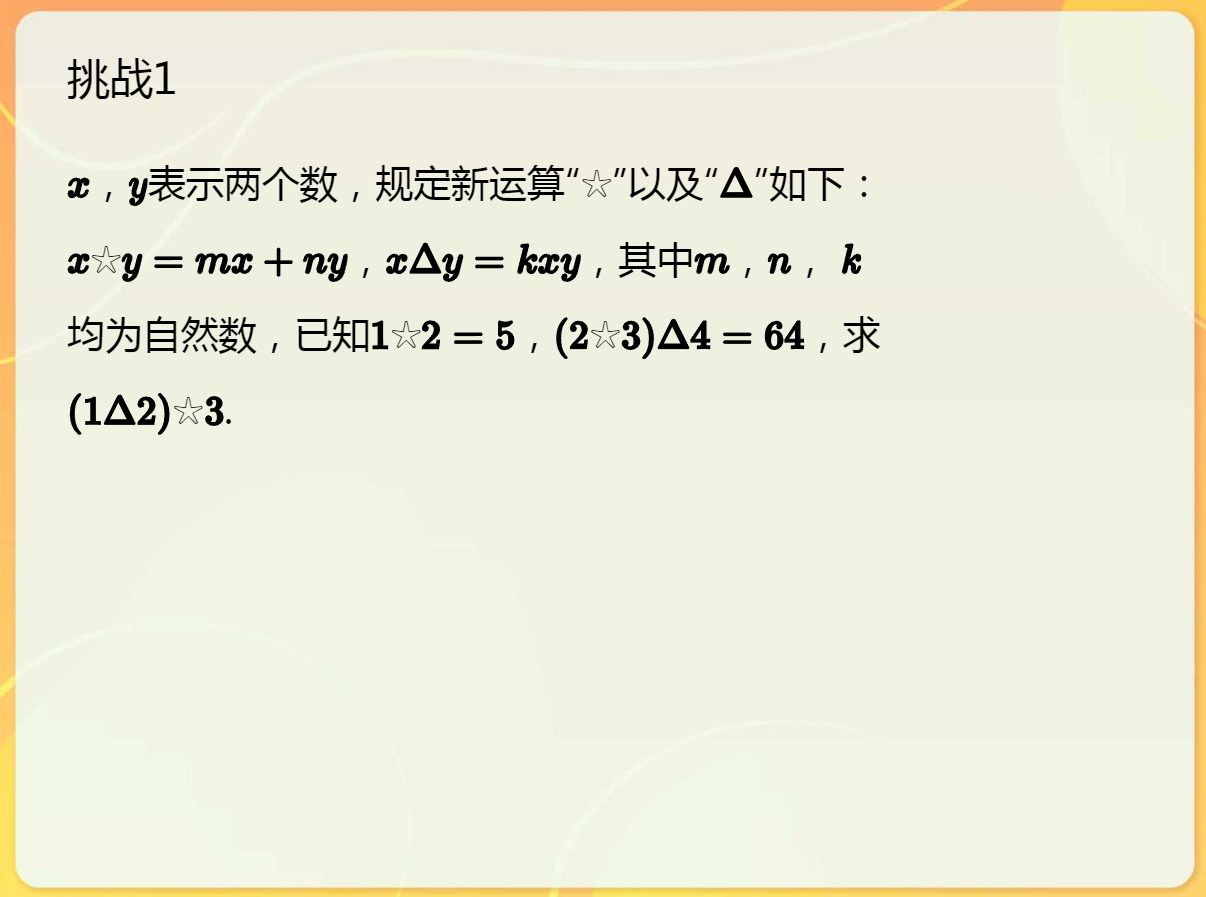 挑战1
x，y表示两个数，规定新运算“☆”以及“Δ”如下：
x☆y = mx + ny，xΔy = kxy，其中m，n， k
均为自然数，已知1☆2 = 5，(2☆3)Δ4 = 64，求
(1Δ2)☆3.